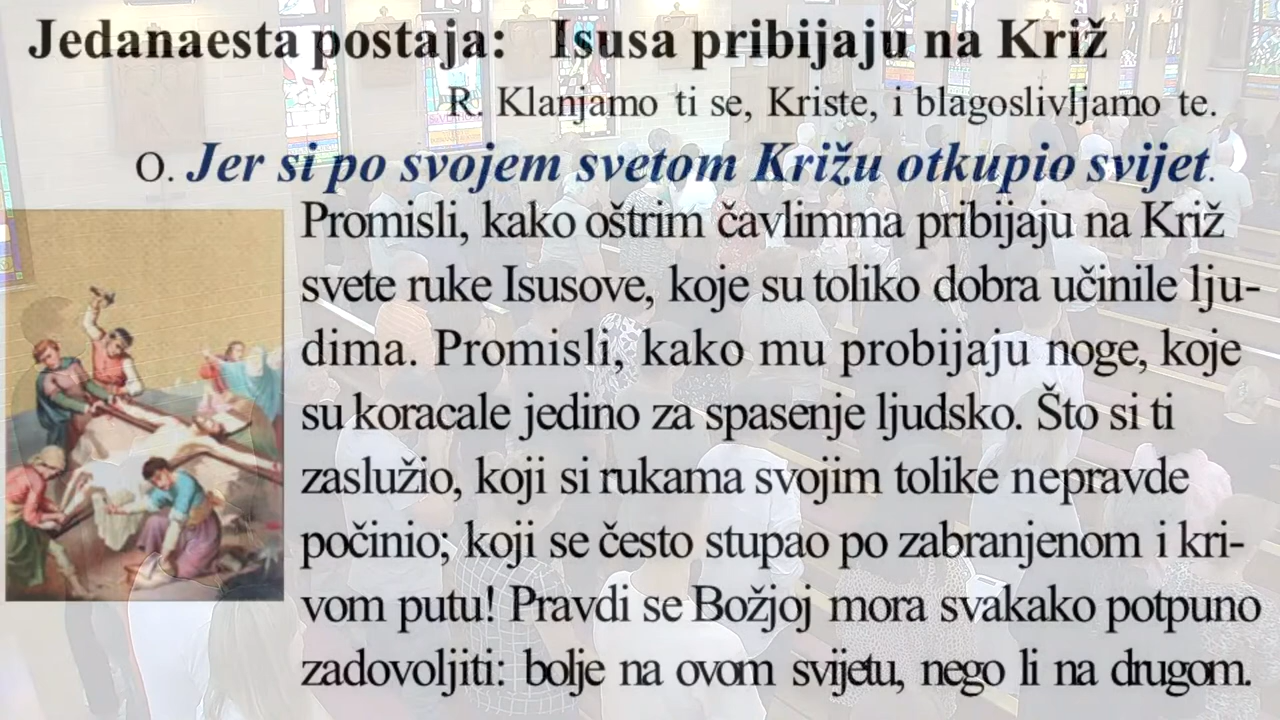 Jedanaesta postaja: Isusa pribijaju na Križ
R. Klanjamo ti se, Kriste, i blagoslivljamo te.
O. Jer si po svojem svetom Križu otkupio svijet.
Promisli, kako oštrim čavlimma pribijaju na Križ
svete ruke Isusove, koje su toliko dobra učinile lju-
dima. Promisli, kako mu probijaju noge, koje
su koracale jedino za spasenje ljudsko. Što si ti
zaslužio, koji si rukama svojim tolike nepravde
počinio; koji se često stupao po zabranjenom i kri-
vom putu! Pravdi se Božjoj mora svakako potpuno
zadovoljiti: bolje na ovom svijetu, nego li na drugom.